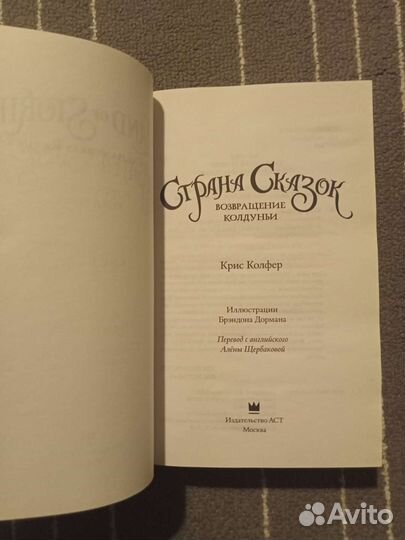 Страна Сказок
ВОЗВРАЩЕНИЕ
КОЛДУНЬИ
Крис Колфер
Иллюстрации
Брэндона Дормана
Перевод с английского
Алёны Щербаковой
Издательство АСТ
Москва
Avito